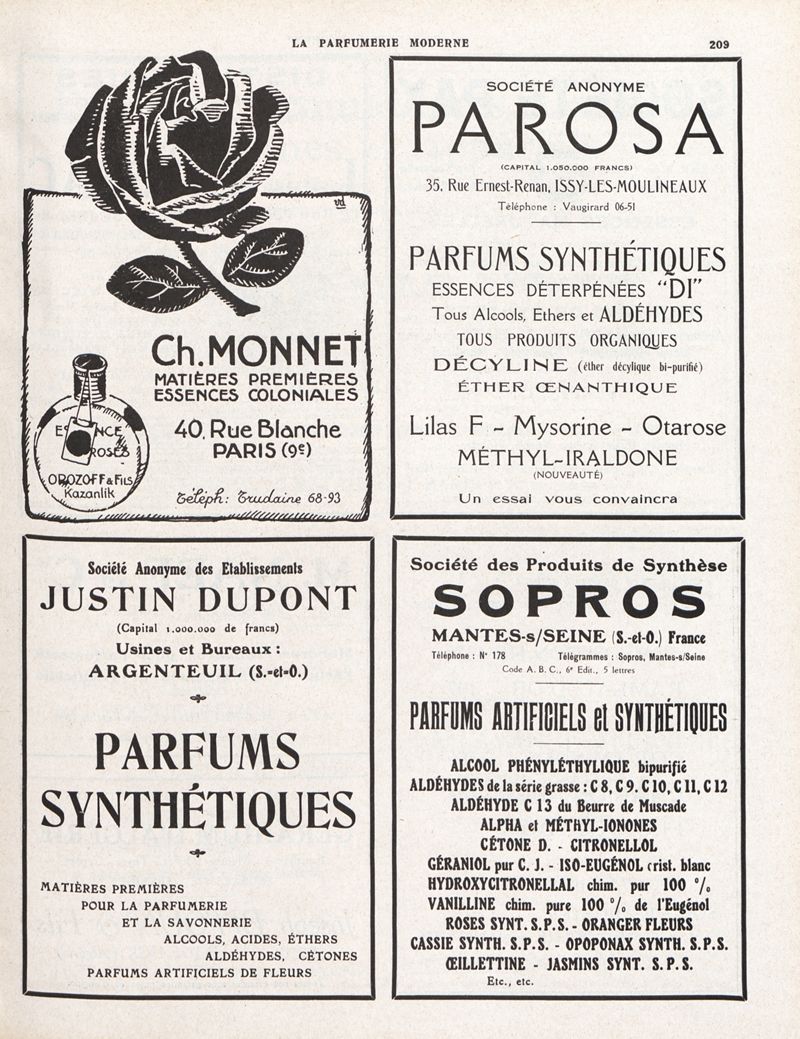 LA PARFUMERIE MODERNE
209
vd
Ch. MONNET
MATIÈRES PREMIÈRES
ESSENCES COLONIALES
40, Rue Blanche
PARIS (9e)
Téléph: Trudaine 68-93
ROSES
OROZOFF & FILS
Kazanlik
SOCIÉTÉ ANONYME
PAROSA
(CAPITAL 1.050.000 FRANCS)
35, Rue Ernest-Renan, ISSY-LES-MOULINEAUX
Téléphone : Vaugirard 06-51
PARFUMS SYNTHÉTIQUES
ESSENCES DÉTERPÉNÉES "DI"
Tous Alcools, Ethers et ALDÉHYDES
TOUS PRODUITS ORGANIQUES
DÉCYLINE (éther décylique bi-purifié)
ÉTHER ŒNANTHIQUE
Lilas F - Mysorine - Otarose
MÉTHYL-IRALDONE
(NOUVEAUTÉ)
Un essai vous convaincra
Société Anonyme des Etablissements
JUSTIN DUPONT
(Capital 1.000.000 de francs)
Usines et Bureaux :
ARGENTEUIL (S.-et-O.)
PARFUMS
SYNTHÉTIQUES
MATIÈRES PREMIÈRES
POUR LA PARFUMERIE
ET LA SAVONNERIE
ALCOOLS, ACIDES, ÉTHERS
ALDÉHYDES, CÉTONES
PARFUMS ARTIFICIELS DE FLEURS
Société des Produits de Synthèse
SOPROS
MANTES-s/SEINE (S.-et-O.) France
Téléphone : N° 178 Télégrammes : Sopros, Mantes-s/Seine
Code A. B. C., 6e Edit., 5 lettres
PARFUMS ARTIFICIELS et SYNTHÉTIQUES
ALCOOL PHÉNYLÉTHYLIQUE bipurifié
ALDÉHYDES de la série grasse : C 8, C 9. C 10, C 11, C 12
ALDÉHYDE C 13 du Beurre de Muscade
ALPHA et MÉTHYL-IONONES
CÉTONE D. - CITRONELLOL
GÉRANIOL pur C. J. - ISO-EUGÉNOL crist. blanc
HYDROXYCITRONELLAL chim. pur 100 %
VANILLINE chim. pure 100 % de l'Eugénol
ROSES SYNT. S.P.S. - ORANGER FLEURS
CASSIE SYNTH. S.P.S. - OPOPONAX SYNTH. S.P.S.
ŒILLETTINE - JASMINS SYNT. S.P.S.
Etc., etc.